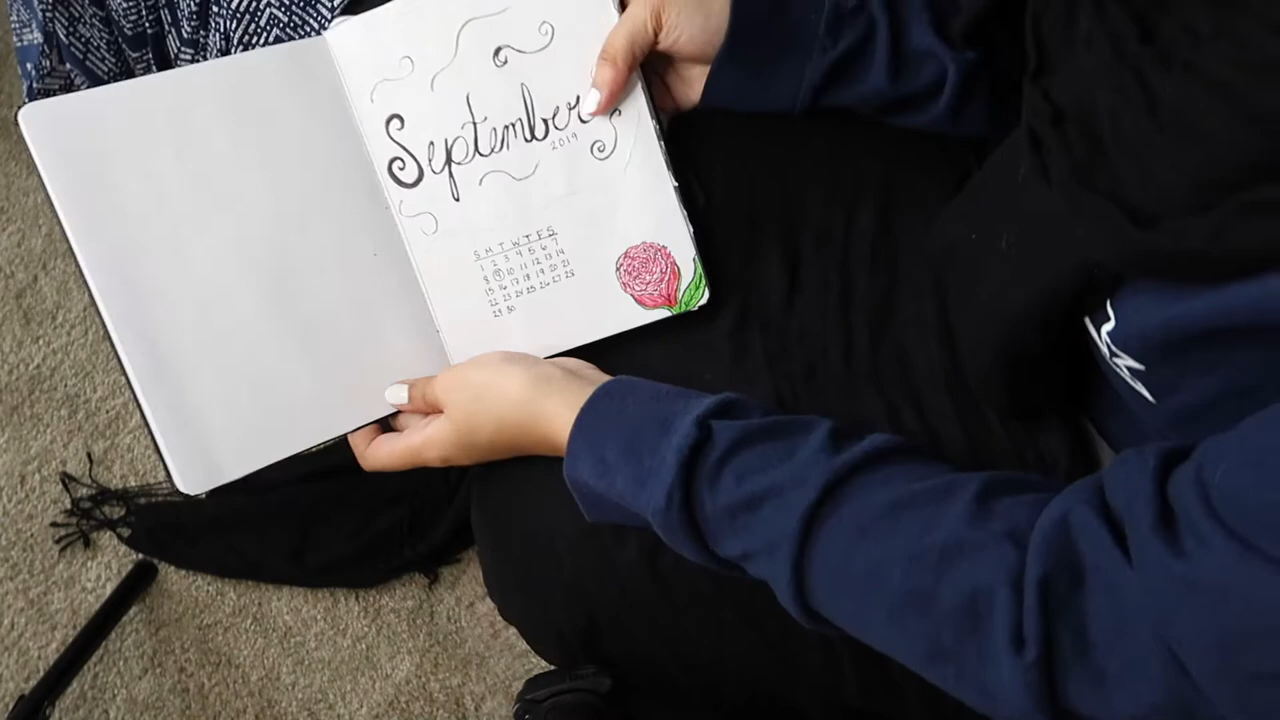 September
2019
S M T W T F S
1 2 3 4 5 6 7
8 9 10 11 12 13 14
15 16 17 18 19 20 21
22 23 24 25 26 27 28
29 30